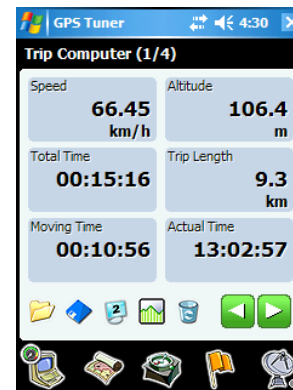 GPS Tuner 4:30
Trip Computer (1/4)
Speed Altitude
66.45 106.4
km/h m
Total Time Trip Length
00:15:16 9.3
km
Moving Time Actual Time
00:10:56 13:02:57
2